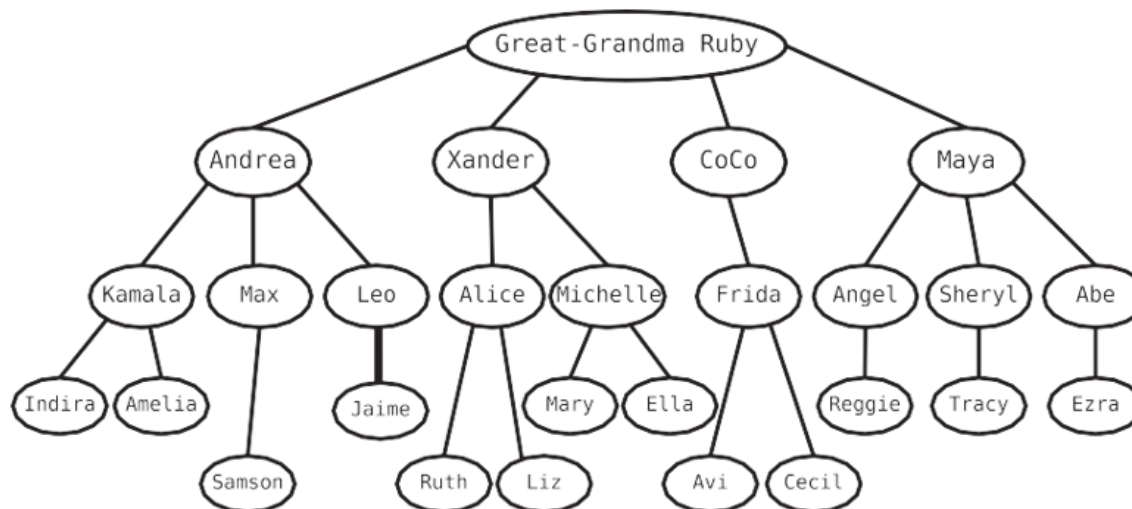 Great-Grandma Ruby
Andrea
Xander
CoCo
Maya
Kamala
Max
Leo
Alice
Michelle
Frida
Angel
Sheryl
Abe
Indira
Amelia
Jaime
Mary
Ella
Reggie
Tracy
Ezra
Samson
Ruth
Liz
Avi
Cecil